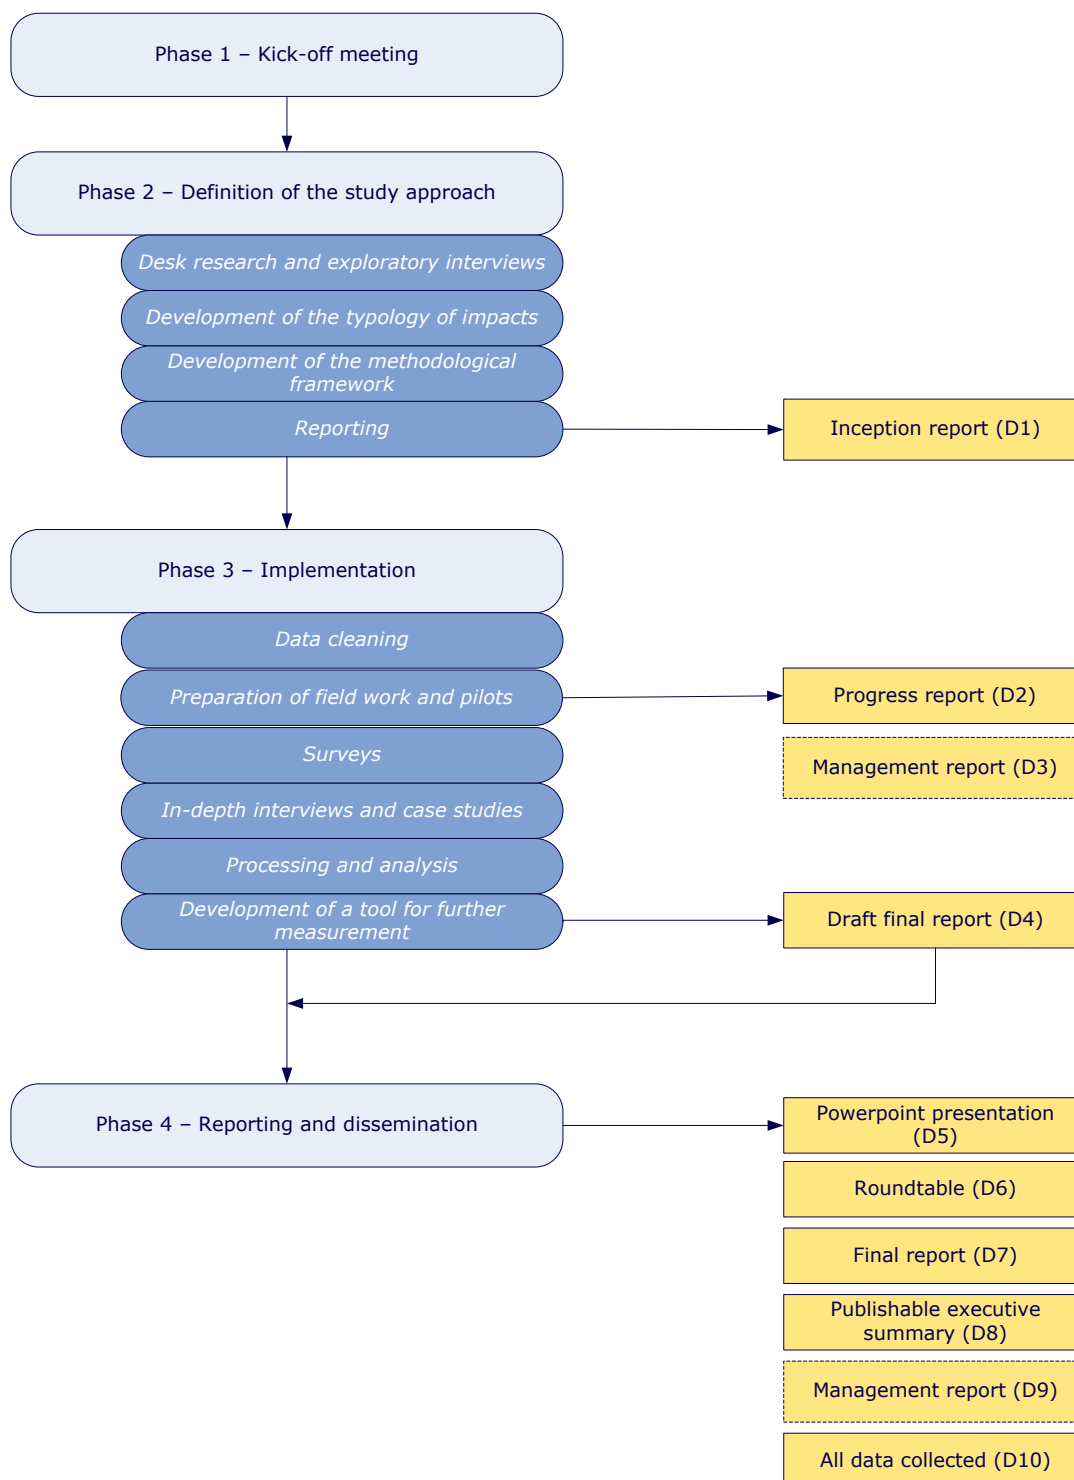 Phase 1 – Kick-off meeting
Phase 2 – Definition of the study approach
Desk research and exploratory interviews
Development of the typology of impacts
Development of the methodological
framework
Reporting
Inception report (D1)
Phase 3 – Implementation
Data cleaning
Preparation of field work and pilots
Progress report (D2)
Surveys
Management report (D3)
In-depth interviews and case studies
Processing and analysis
Development of a tool for further
measurement
Draft final report (D4)
Phase 4 – Reporting and dissemination
Powerpoint presentation
(D5)
Roundtable (D6)
Final report (D7)
Publishable executive
summary (D8)
Management report (D9)
All data collected (D10)